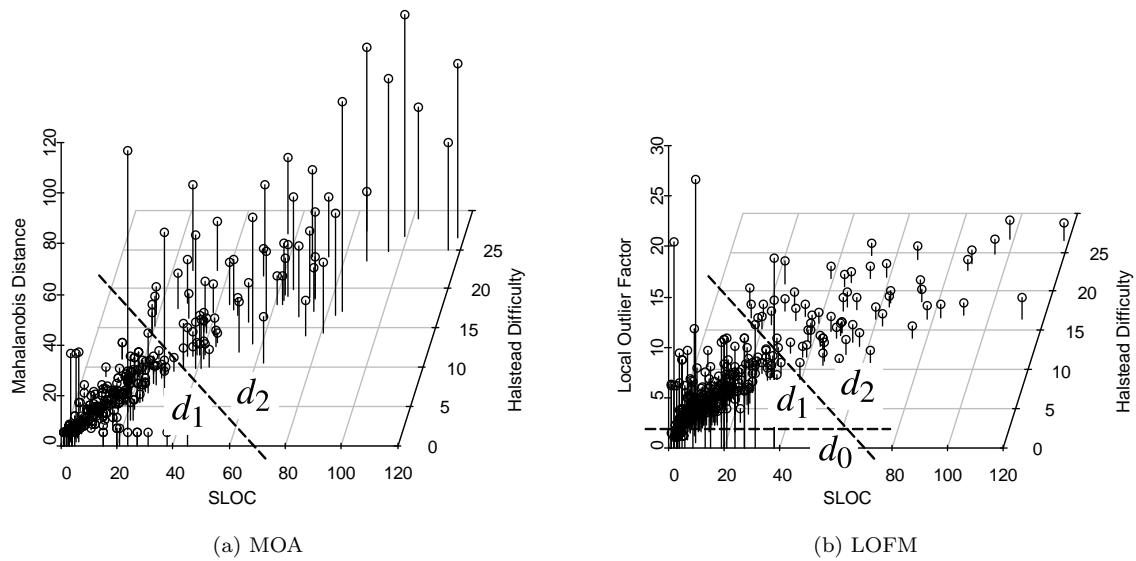 Mahalanobis Distance
0 20 40 60 80 100 120
0 20 40 60 80 100 120
SLOC
0 5 10 15 20 25
Halstead Difficulty
d1
d2
(a) MOA
Local Outlier Factor
0 5 10 15 20 25 30
0 20 40 60 80 100 120
SLOC
0 5 10 15 20 25
Halstead Difficulty
d1
d2
d0
(b) LOFM